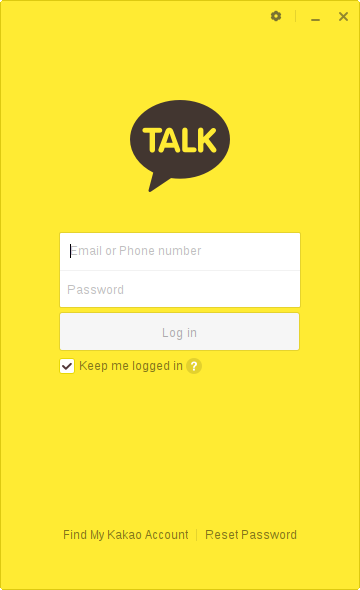 TALK
Email or Phone number
Password
Log in
Keep me logged in ?
Find My Kakao Account | Reset Password